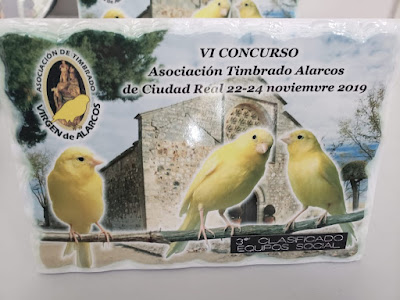 VI CONCURSO
Asociación Timbrado Alarcos
de Ciudad Real 22-24 noviemvre 2019
ASOCIACIÓN DE TIMBRADO
VIRGEN de ALARCOS
3er CLASIFICADO
EQUIPOS SOCIAL